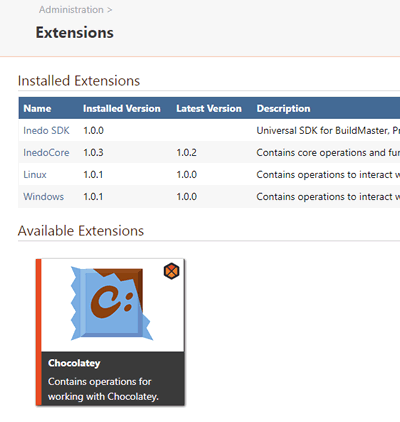 Administration >
Extensions
Installed Extensions
Name Installed Version Latest Version Description
Inedo SDK 1.0.0 Universal SDK for BuildMaster,
InedoCore 1.0.3 1.0.2 Contains core operations and
Linux 1.0.1 1.0.0 Contains operations to interact
Windows 1.0.1 1.0.0 Contains operations to interact
Available Extensions
C:
Chocolatey
Contains operations for
working with Chocolatey.